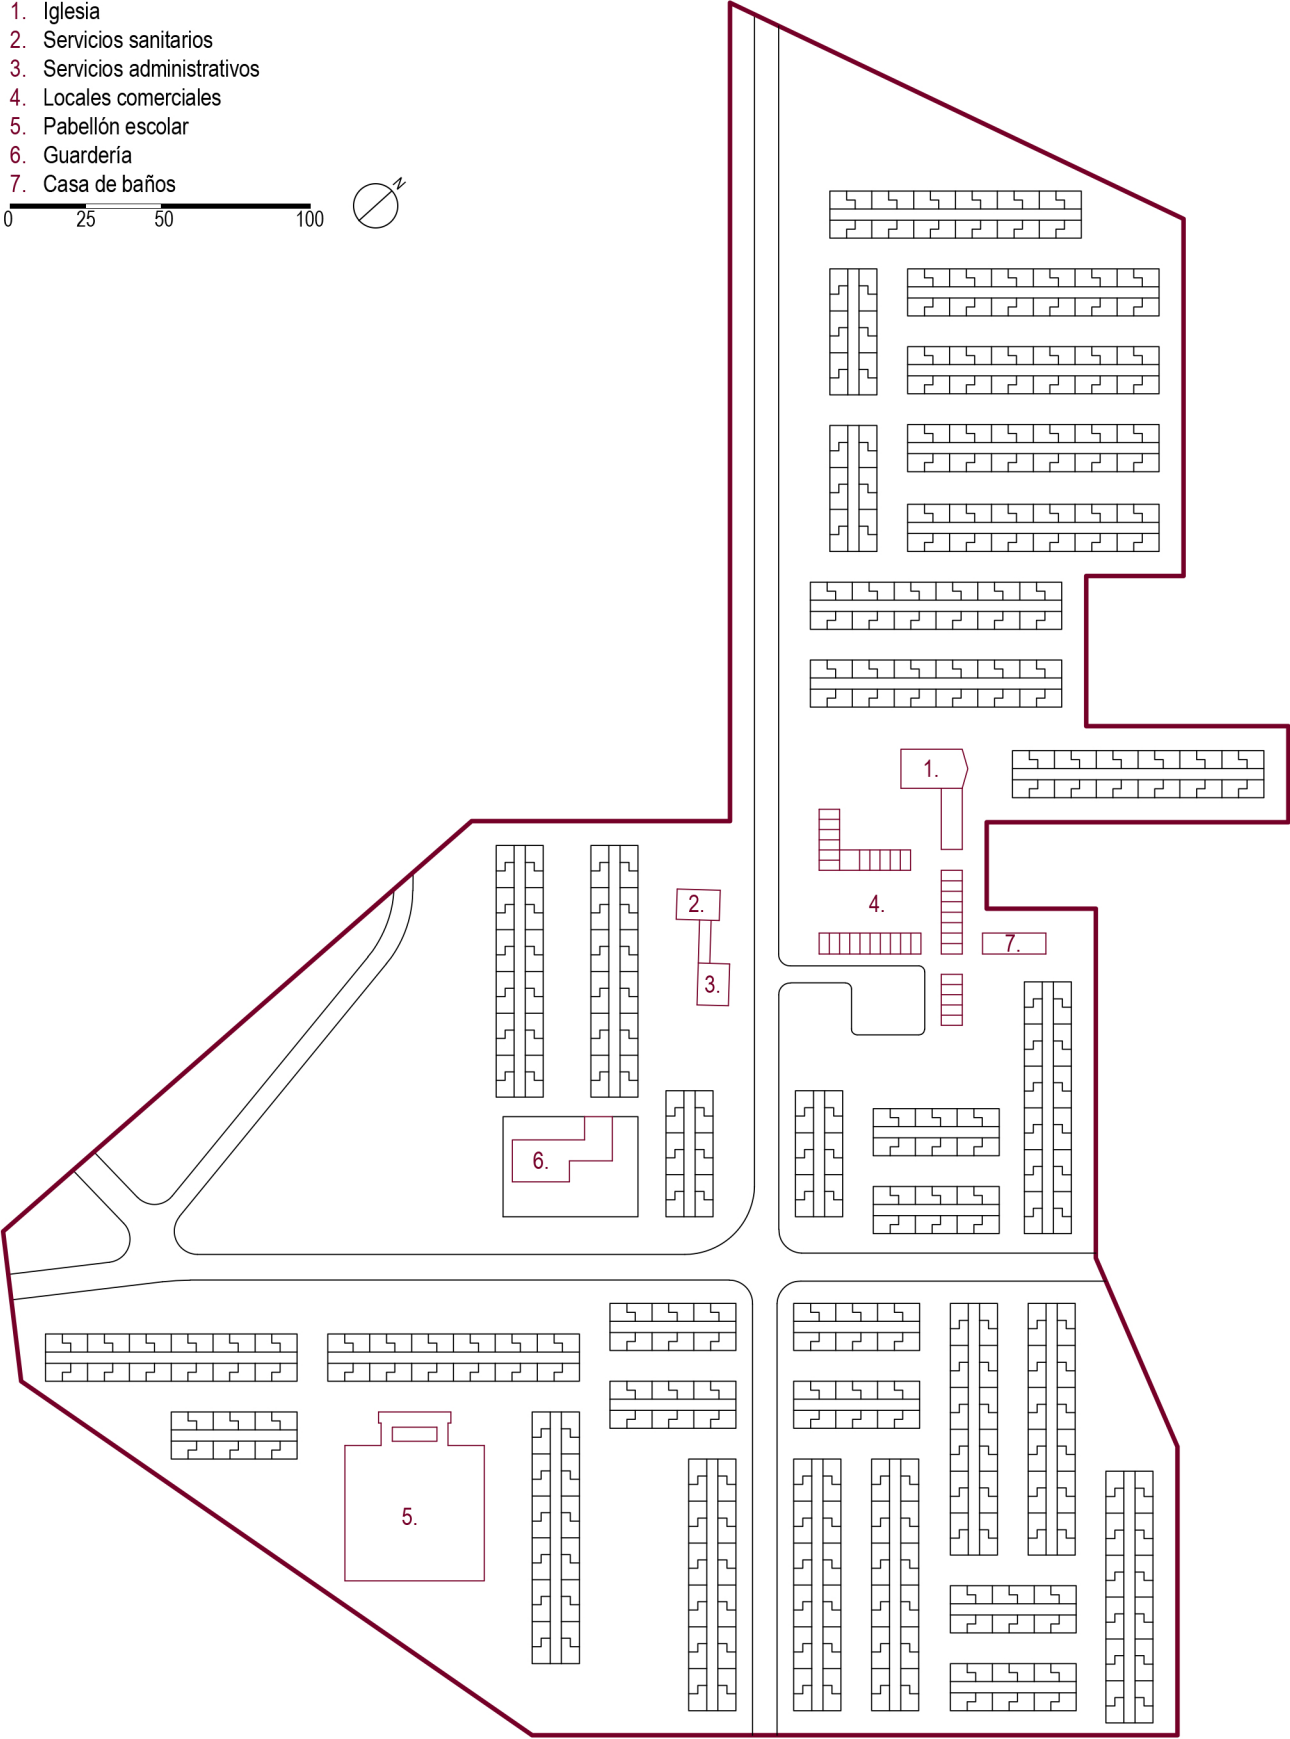 1. Iglesia
2. Servicios sanitarios
3. Servicios administrativos
4. Locales comerciales
5. Pabellón escolar
6. Guardería
7. Casa de baños
0 25 50 100
N
1.
2.
4.
7.
3.
6.
5.